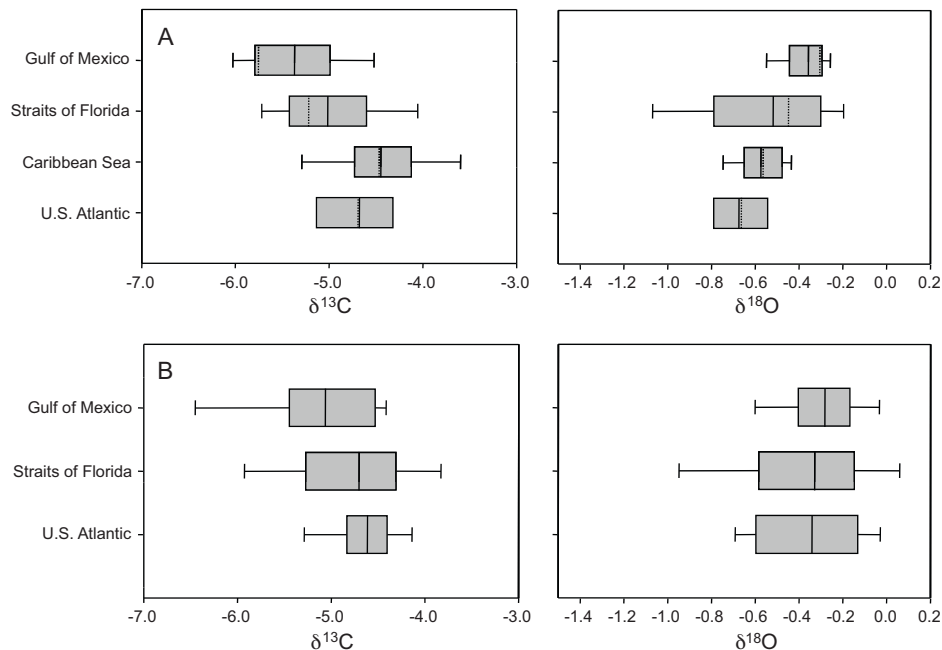 A
Gulf of Mexico
Straits of Florida
Caribbean Sea
U.S. Atlantic
-7.0 -6.0 -5.0 -4.0 -3.0
δ¹³C
-1.4 -1.2 -1.0 -0.8 -0.6 -0.4 -0.2 0.0 0.2
δ¹⁸O
B
Gulf of Mexico
Straits of Florida
U.S. Atlantic
-7.0 -6.0 -5.0 -4.0 -3.0
δ¹³C
-1.4 -1.2 -1.0 -0.8 -0.6 -0.4 -0.2 0.0 0.2
δ¹⁸O